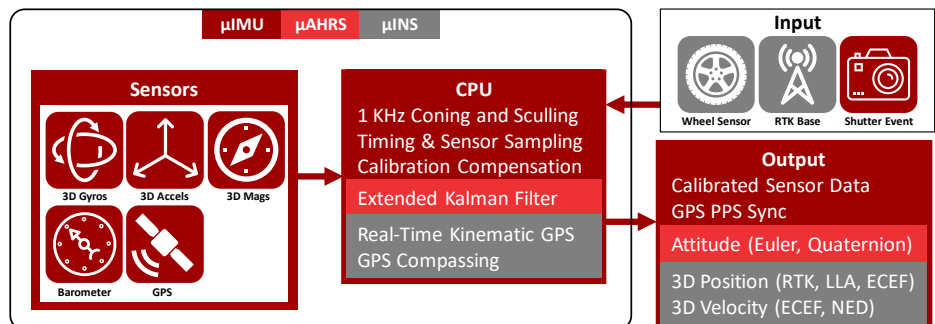 μIMU μAHRS μINS
Sensors
3D Gyros 3D Accels 3D Mags
Barometer GPS
CPU
1 KHz Coning and Sculling
Timing & Sensor Sampling
Calibration Compensation
Extended Kalman Filter
Real-Time Kinematic GPS
GPS Compassing
Input
Wheel Sensor RTK Base Shutter Event
Output
Calibrated Sensor Data
GPS PPS Sync
Attitude (Euler, Quaternion)
3D Position (RTK, LLA, ECEF)
3D Velocity (ECEF, NED)